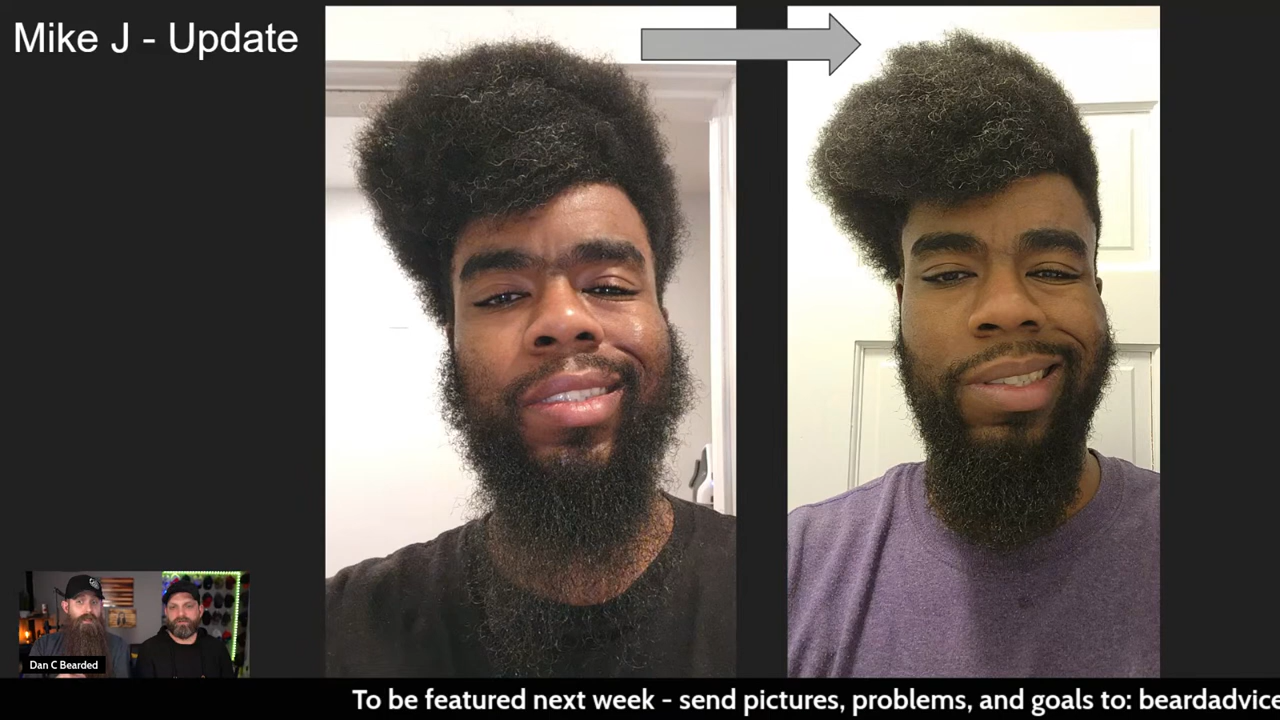 Mike J - Update
Dan C Bearded
To be featured next week - send pictures, problems, and goals to: beardadvice